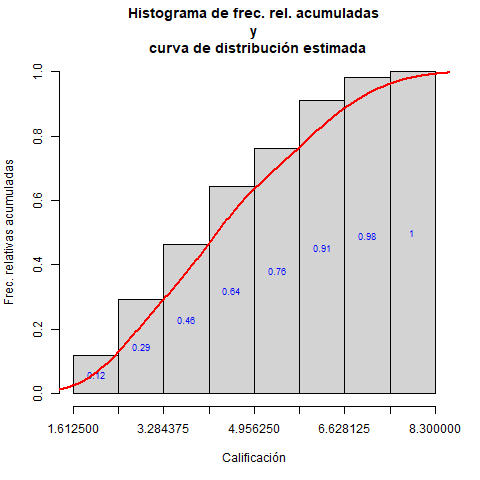 Histograma de frec. rel. acumuladas
y
curva de distribución estimada
Frec. relativas acumuladas
1.0
0.8
0.6
0.4
0.2
0.0
0.12
0.29
0.46
0.64
0.76
0.91
0.98
1
1.612500 3.284375 4.956250 6.628125 8.300000
Calificación